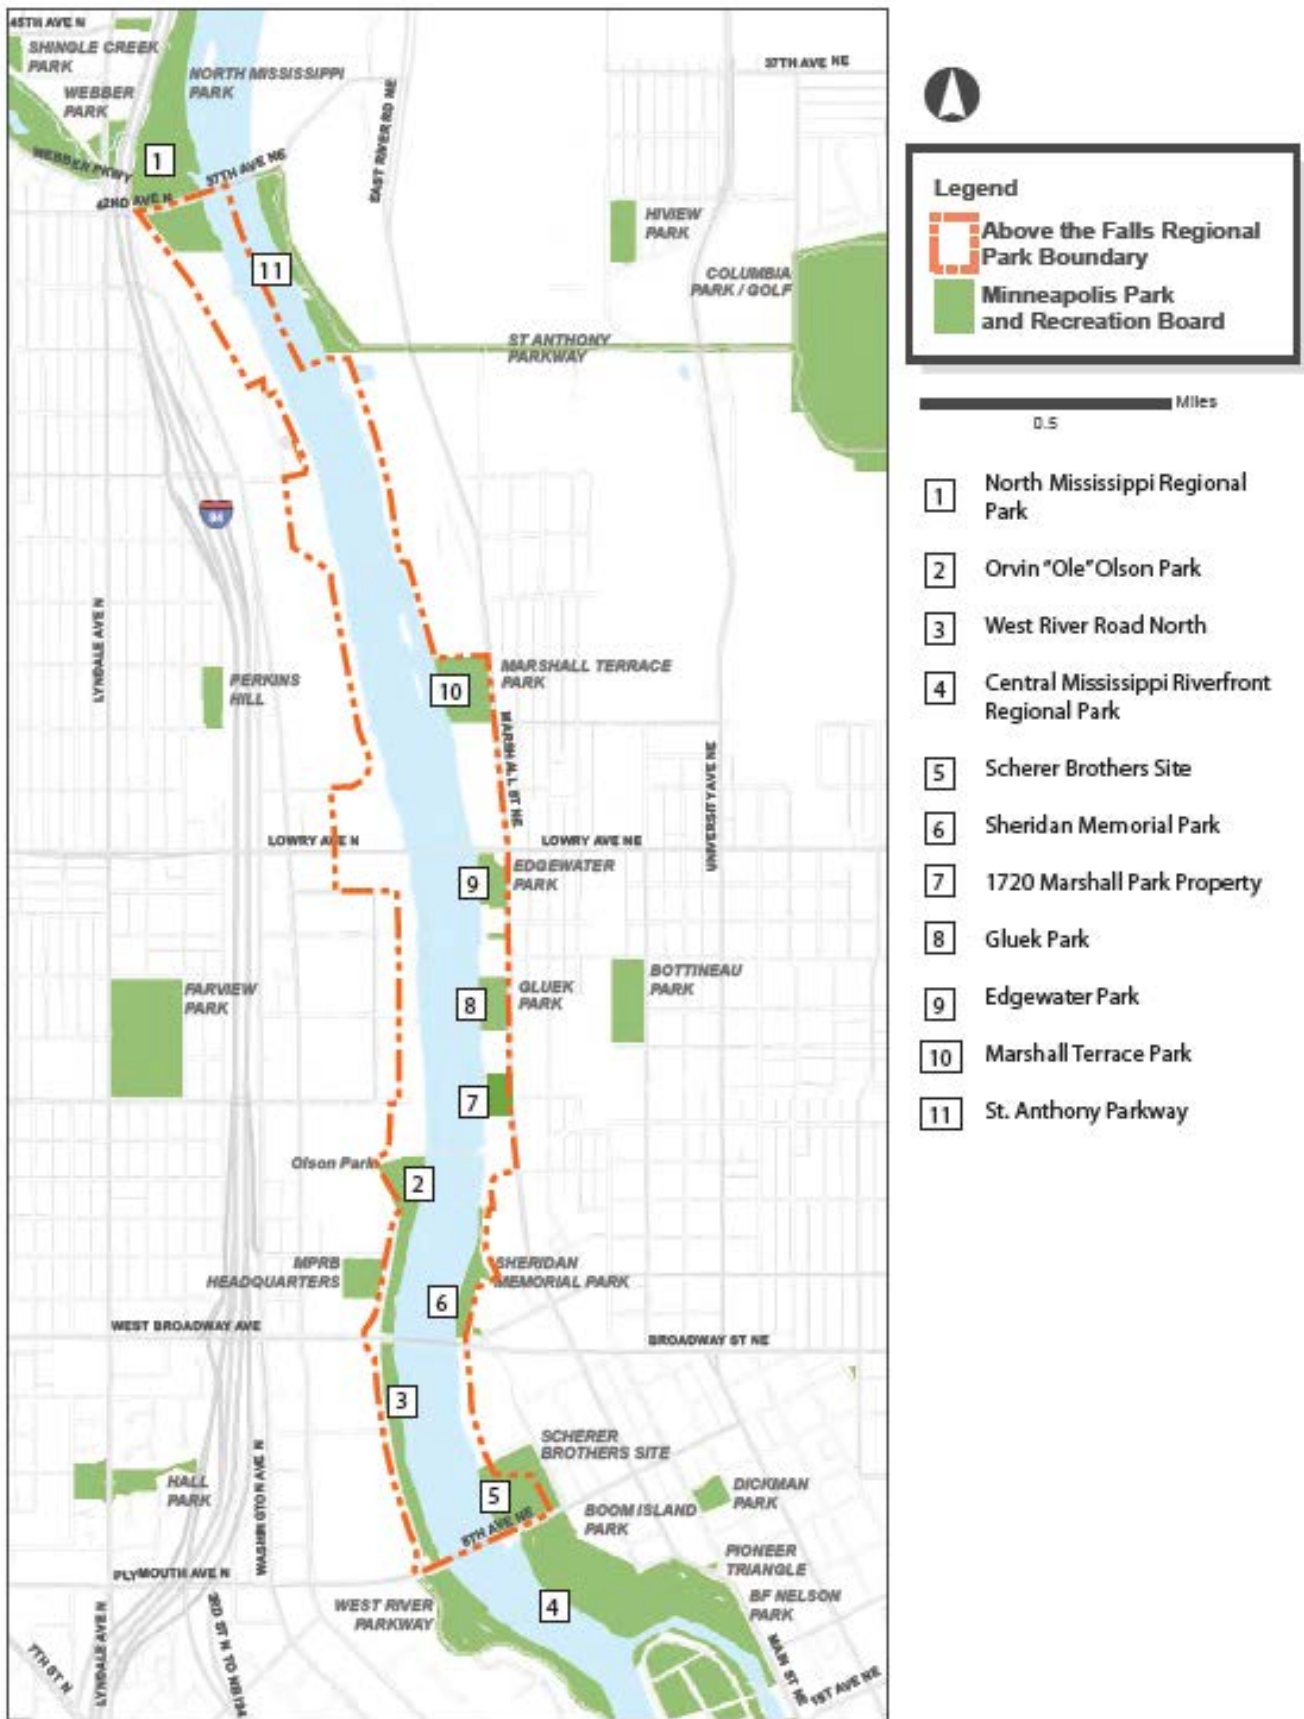 45TH AVE N
SHINGLE CREEK
PARK
WEBBER
PARK
NORTH MISSISSIPPI
PARK
37TH AVE NE
EAST RIVER RD NE
1
WEBBER PKWY
37TH AVE NE
42ND AVE N
HIVIEW
PARK
11
COLUMBIA
PARK / GOLF
ST ANTHONY
PARKWAY
94
LYNDALE AVE N
PERKINS
HILL
10
MARSHALL TERRACE
PARK
MARSHALL ST NE
UNIVERSITY AVE NE
LOWRY AVE N
LOWRY AVE NE
9
EDGEWATER
PARK
FARVIEW
PARK
8
GLUEK
PARK
BOTTINEAU
PARK
7
Olson Park
2
MPRB
HEADQUARTERS
SHERIDAN
MEMORIAL PARK
6
WEST BROADWAY AVE
BROADWAY ST NE
3
SCHERER
BROTHERS SITE
HALL
PARK
WASHINGTON AVE N
5
8TH AVE NE
BOOM ISLAND
PARK
DICKMAN
PARK
PLYMOUTH AVE N
PIONEER
TRIANGLE
WEST RIVER
PARKWAY
4
BF NELSON
PARK
7TH ST N
LYNDALE AVE N
3RD ST N TO NB I94
MAIN ST NE
1ST AVE NE
Legend
Above the Falls Regional
Park Boundary
Minneapolis Park
and Recreation Board
Miles
0.5
1 North Mississippi Regional
Park
2 Orvin "Ole" Olson Park
3 West River Road North
4 Central Mississippi Riverfront
Regional Park
5 Scherer Brothers Site
6 Sheridan Memorial Park
7 1720 Marshall Park Property
8 Gluek Park
9 Edgewater Park
10 Marshall Terrace Park
11 St. Anthony Parkway